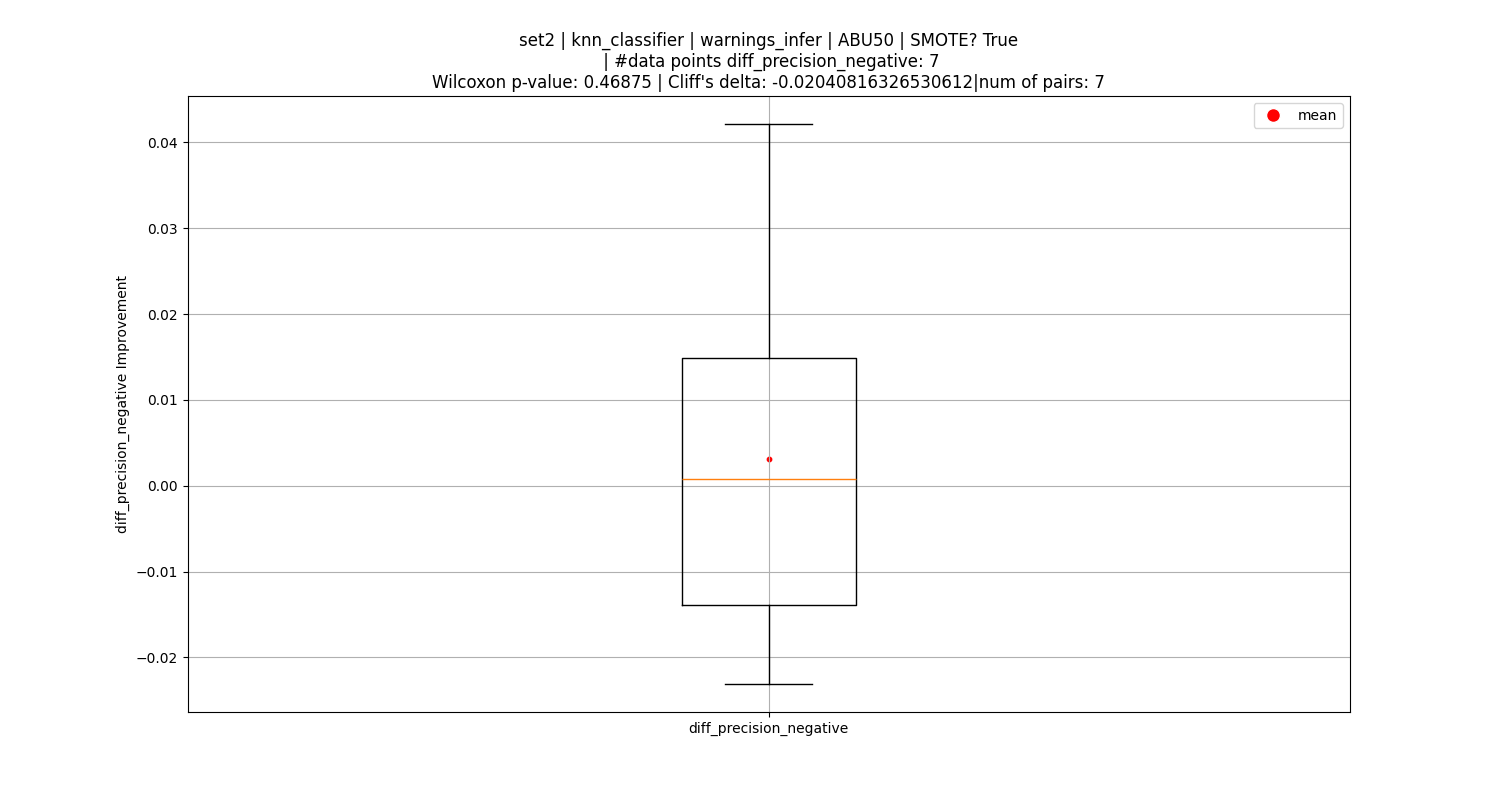 set2 | knn_classifier | warnings_infer | ABU50 | SMOTE? True
| #data points diff_precision_negative: 7
Wilcoxon p-value: 0.46875 | Cliff's delta: -0.02040816326530612|num of pairs: 7
mean
0.04
0.03
0.02
0.01
0.00
−0.01
−0.02
diff_precision_negative Improvement
diff_precision_negative